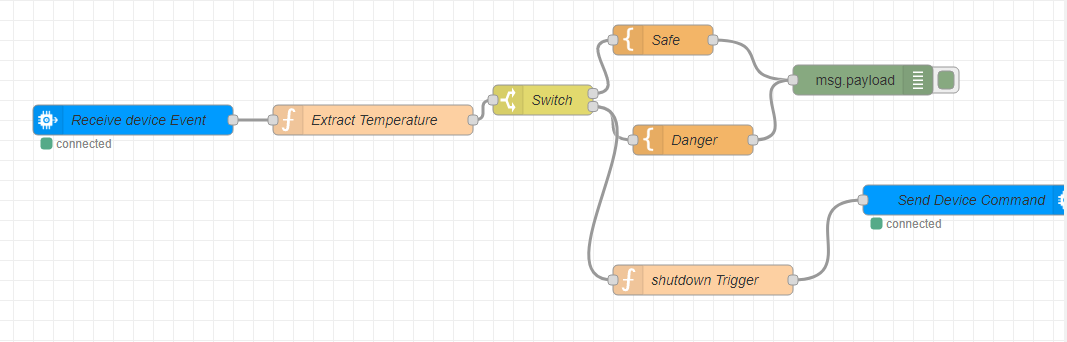 Safe
msg.payload
Switch
Receive device Event
Extract Temperature
connected
Danger
Send Device Command
connected
shutdown Trigger